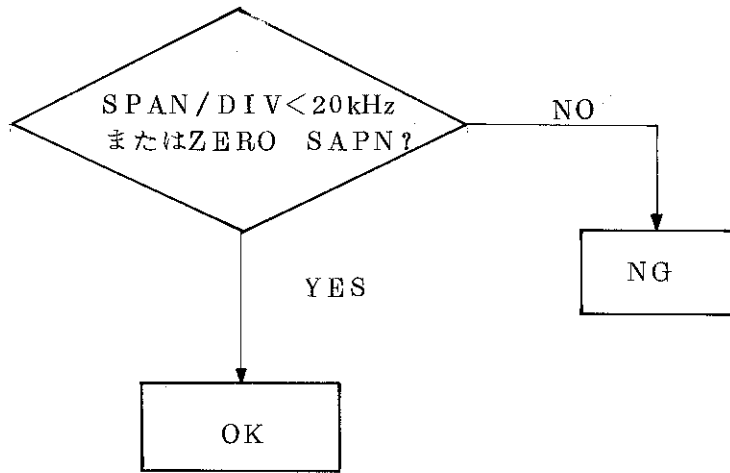 SPAN/DIV<20kHz
またはZERO SAPN?
NO
NG
YES
OK